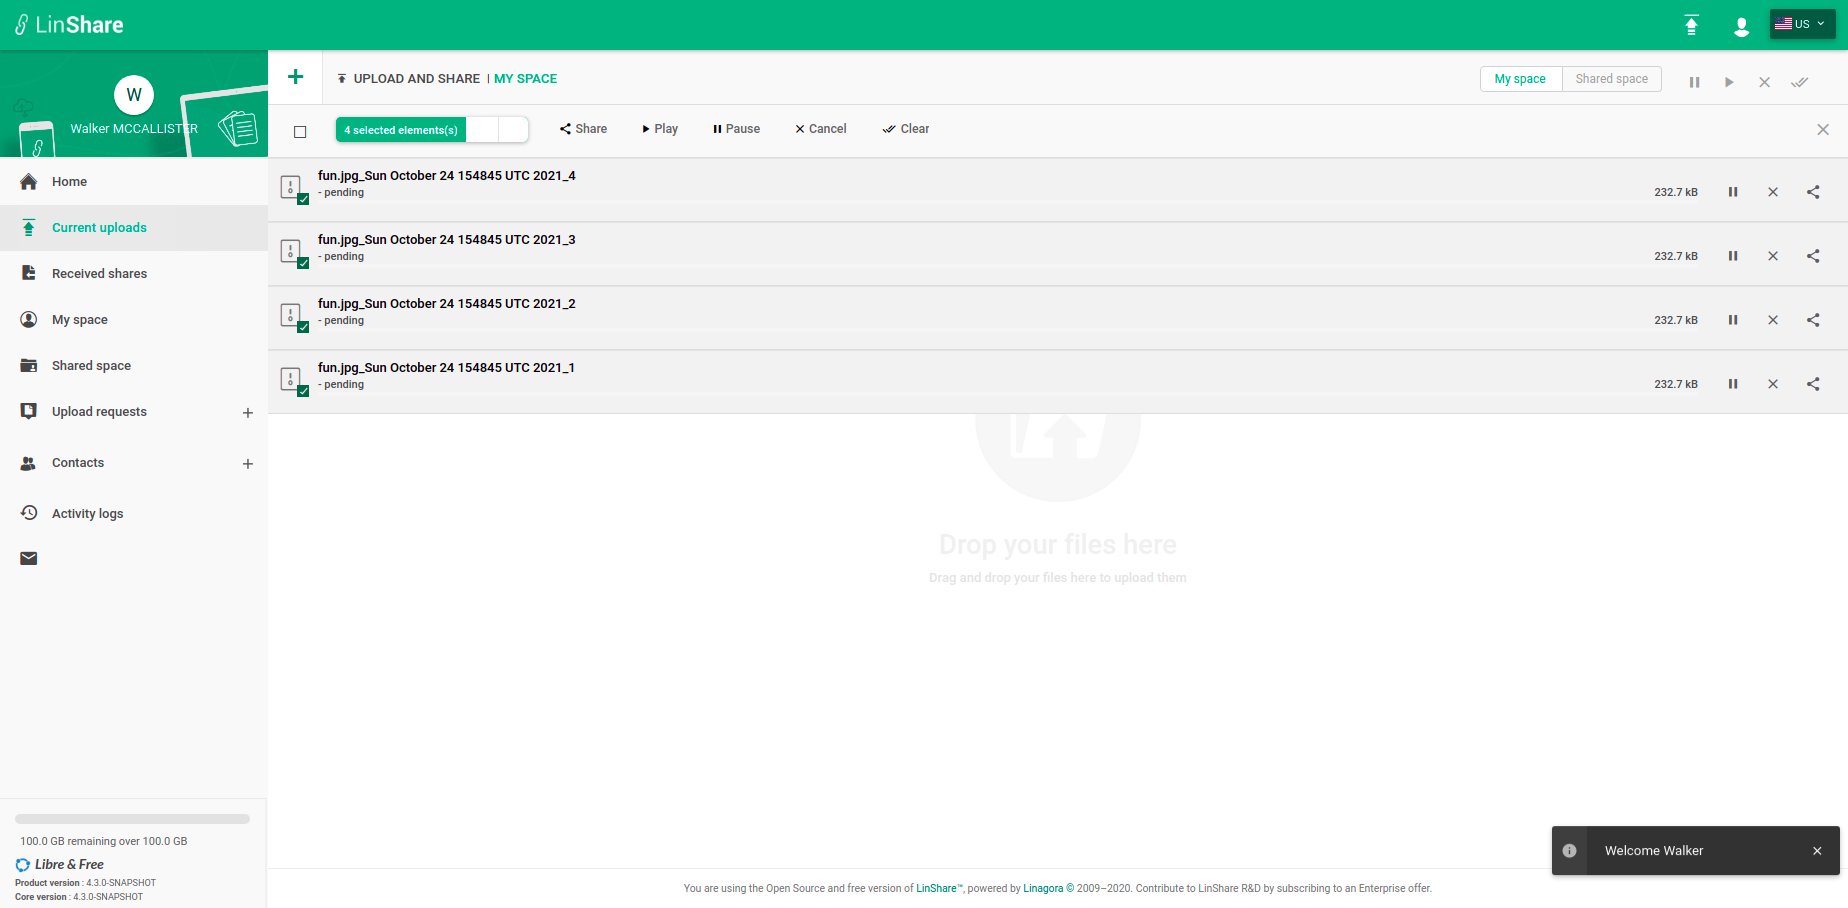 LinShare
US
W
Walker MCCALLISTER
Home
Current uploads
Received shares
My space
Shared space
Upload requests
Contacts
Activity logs
100.0 GB remaining over 100.0 GB
Libre & Free
Product version : 4.3.0-SNAPSHOT
Core version : 4.3.0-SNAPSHOT
UPLOAD AND SHARE | MY SPACE
My space
Shared space
4 selected elements(s)
Share
Play
Pause
Cancel
Clear
fun.jpg_Sun October 24 154845 UTC 2021_4
- pending
232.7 kB
fun.jpg_Sun October 24 154845 UTC 2021_3
- pending
232.7 kB
fun.jpg_Sun October 24 154845 UTC 2021_2
- pending
232.7 kB
fun.jpg_Sun October 24 154845 UTC 2021_1
- pending
232.7 kB
Drop your files here
Drag and drop your files here to upload them
Welcome Walker
You are using the Open Source and free version of LinShare™, powered by Linagora © 2009–2020. Contribute to LinShare R&D by subscribing to an Enterprise offer.